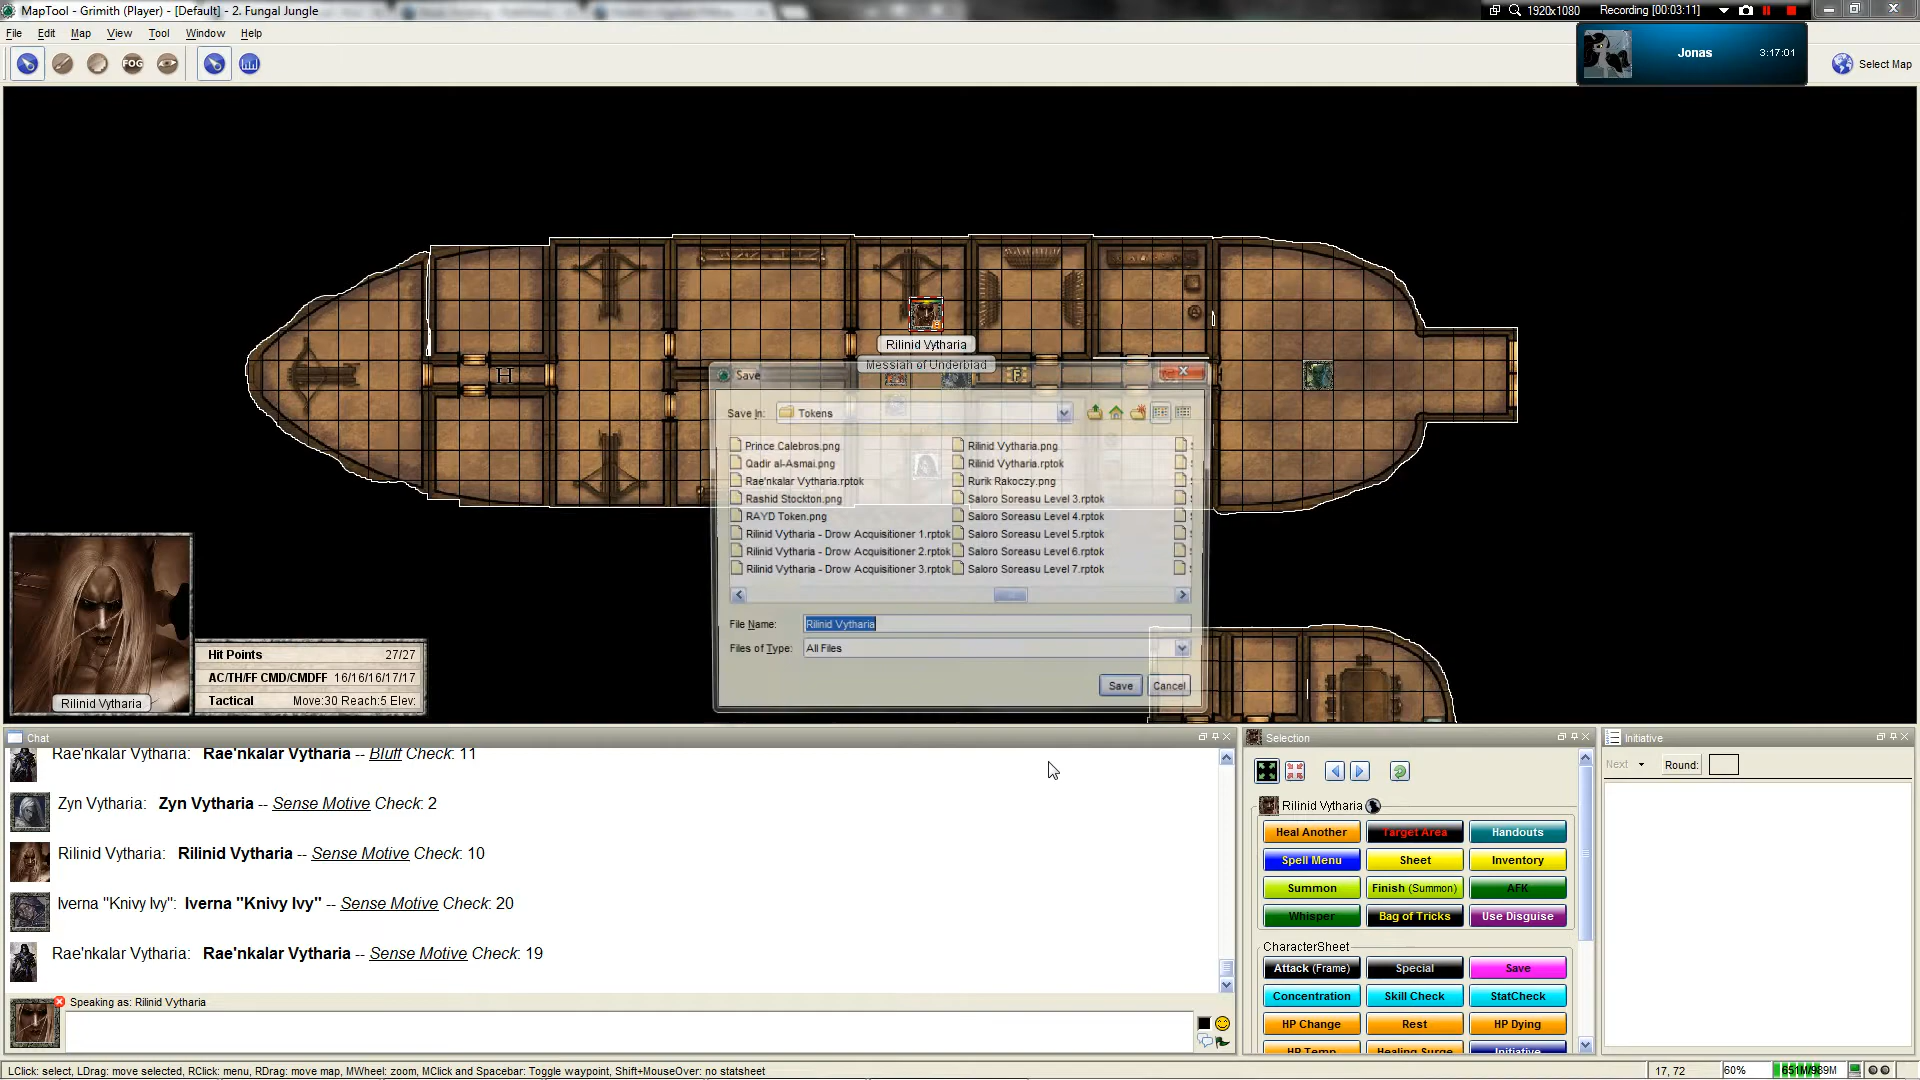 MapTool - Grimith (Player) - [Default] - 2. Fungal Jungle
1920x1080
Recording [00:03:11]
File Edit Map View Tool Window Help
FOG
Jonas
3:17:01
Select Map
H
F
Rilinid Vytharia
Messiah of Underblad
Save
Save In: Tokens
Prince Calebros.png
Qadir al-Asmai.png
Rae'nkalar Vytharia.rptok
Rashid Stockton.png
RAYD Token.png
Rilinid Vytharia - Drow Acquisitioner 1.rptok
Rilinid Vytharia - Drow Acquisitioner 2.rptok
Rilinid Vytharia - Drow Acquisitioner 3.rptok
Rilinid Vytharia.png
Rilinid Vytharia.rptok
Rurik Rakoczy.png
Saloro Soreasu Level 3.rptok
Saloro Soreasu Level 4.rptok
Saloro Soreasu Level 5.rptok
Saloro Soreasu Level 6.rptok
Saloro Soreasu Level 7.rptok
File Name: Rilinid Vytharia
Files of Type: All Files
Save Cancel
Rilinid Vytharia
Hit Points 27/27
AC/TH/FF CMD/CMDFF 16/16/16/17/17
Tactical Move:30 Reach:5 Elev:
Chat
Rae'nkalar Vytharia: Rae'nkalar Vytharia -- Bluff Check: 11
Zyn Vytharia: Zyn Vytharia -- Sense Motive Check: 2
Rilinid Vytharia: Rilinid Vytharia -- Sense Motive Check: 10
Iverna "Knivy Ivy": Iverna "Knivy Ivy" -- Sense Motive Check: 20
Rae'nkalar Vytharia: Rae'nkalar Vytharia -- Sense Motive Check: 19
Speaking as: Rilinid Vytharia
Selection
Rilinid Vytharia
Heal Another Target Area Handouts
Spell Menu Sheet Inventory
Summon Finish (Summon) AFK
Whisper Bag of Tricks Use Disguise
CharacterSheet
Attack (Frame) Special Save
Concentration Skill Check StatCheck
HP Change Rest HP Dying
HP Temp Healing Surge Initiative
Initiative
Next Round:
LClick: select, LDrag: move selected, RClick: menu, RDrag: move map, MWheel: zoom, MClick and Spacebar: Toggle waypoint, Shift+MouseOver: no statsheet
17, 72
60%
651M/989M